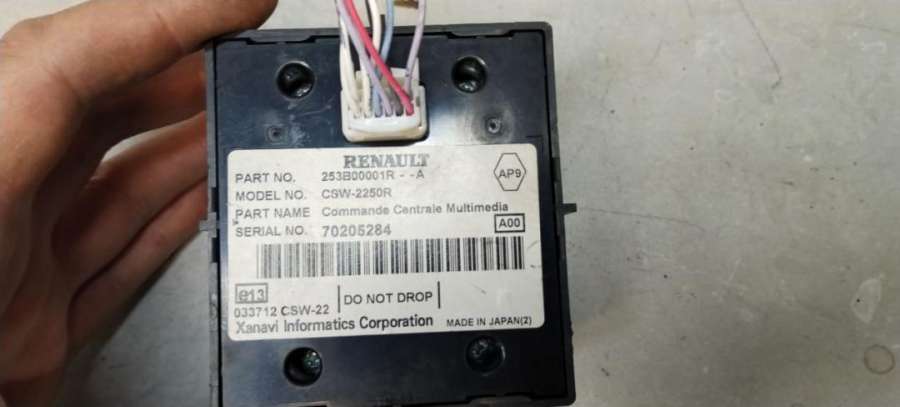 RENAULT
PART NO. 253B00001R - -A
AP9
MODEL NO. CSW-2250R
PART NAME Commande Centrale Multimedia
SERIAL NO. 70205284
A00
e13
DO NOT DROP
033712 CSW-22
Xanavi Informatics Corporation MADE IN JAPAN(2)